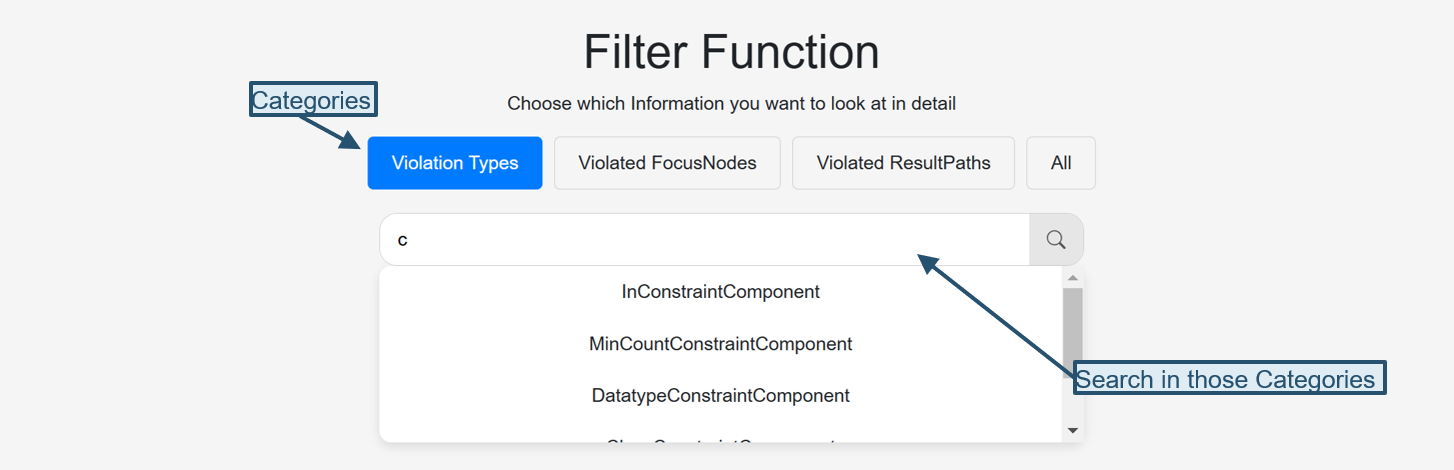 Filter Function
Categories
Choose which Information you want to look at in detail
Violation Types
Violated FocusNodes
Violated ResultPaths
All
c
InConstraintComponent
MinCountConstraintComponent
Search in those Categories
DatatypeConstraintComponent